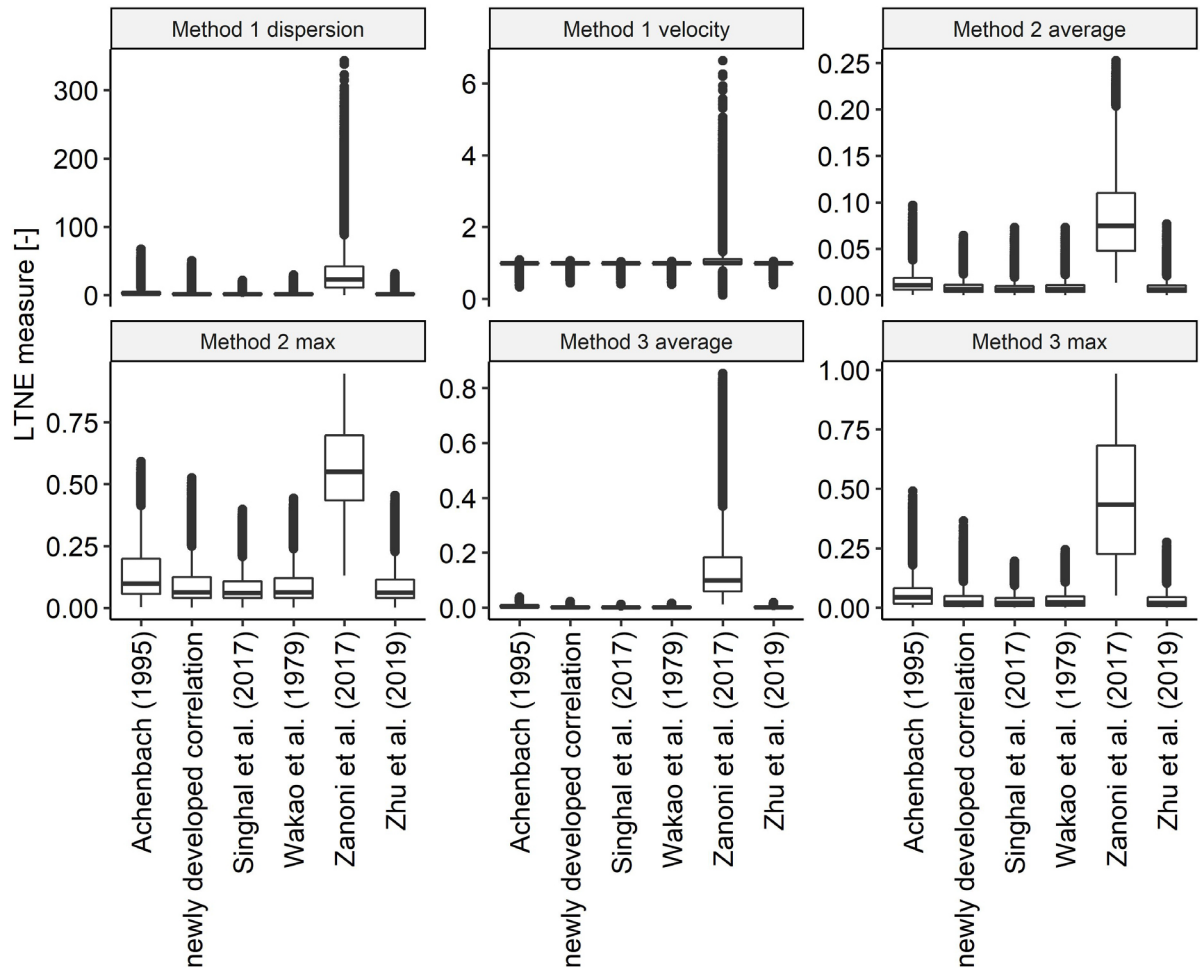 Method 1 dispersion
Method 1 velocity
Method 2 average
LTNE measure [-]
300
200
100
0
6
4
2
0
0.25
0.20
0.15
0.10
0.05
0.00
Method 2 max
Method 3 average
Method 3 max
0.75
0.50
0.25
0.00
0.8
0.6
0.4
0.2
0.0
1.00
0.75
0.50
0.25
0.00
Achenbach (1995)
newly developed correlation
Singhal et al. (2017)
Wakao et al. (1979)
Zanoni et al. (2017)
Zhu et al. (2019)
Achenbach (1995)
newly developed correlation
Singhal et al. (2017)
Wakao et al. (1979)
Zanoni et al. (2017)
Zhu et al. (2019)
Achenbach (1995)
newly developed correlation
Singhal et al. (2017)
Wakao et al. (1979)
Zanoni et al. (2017)
Zhu et al. (2019)